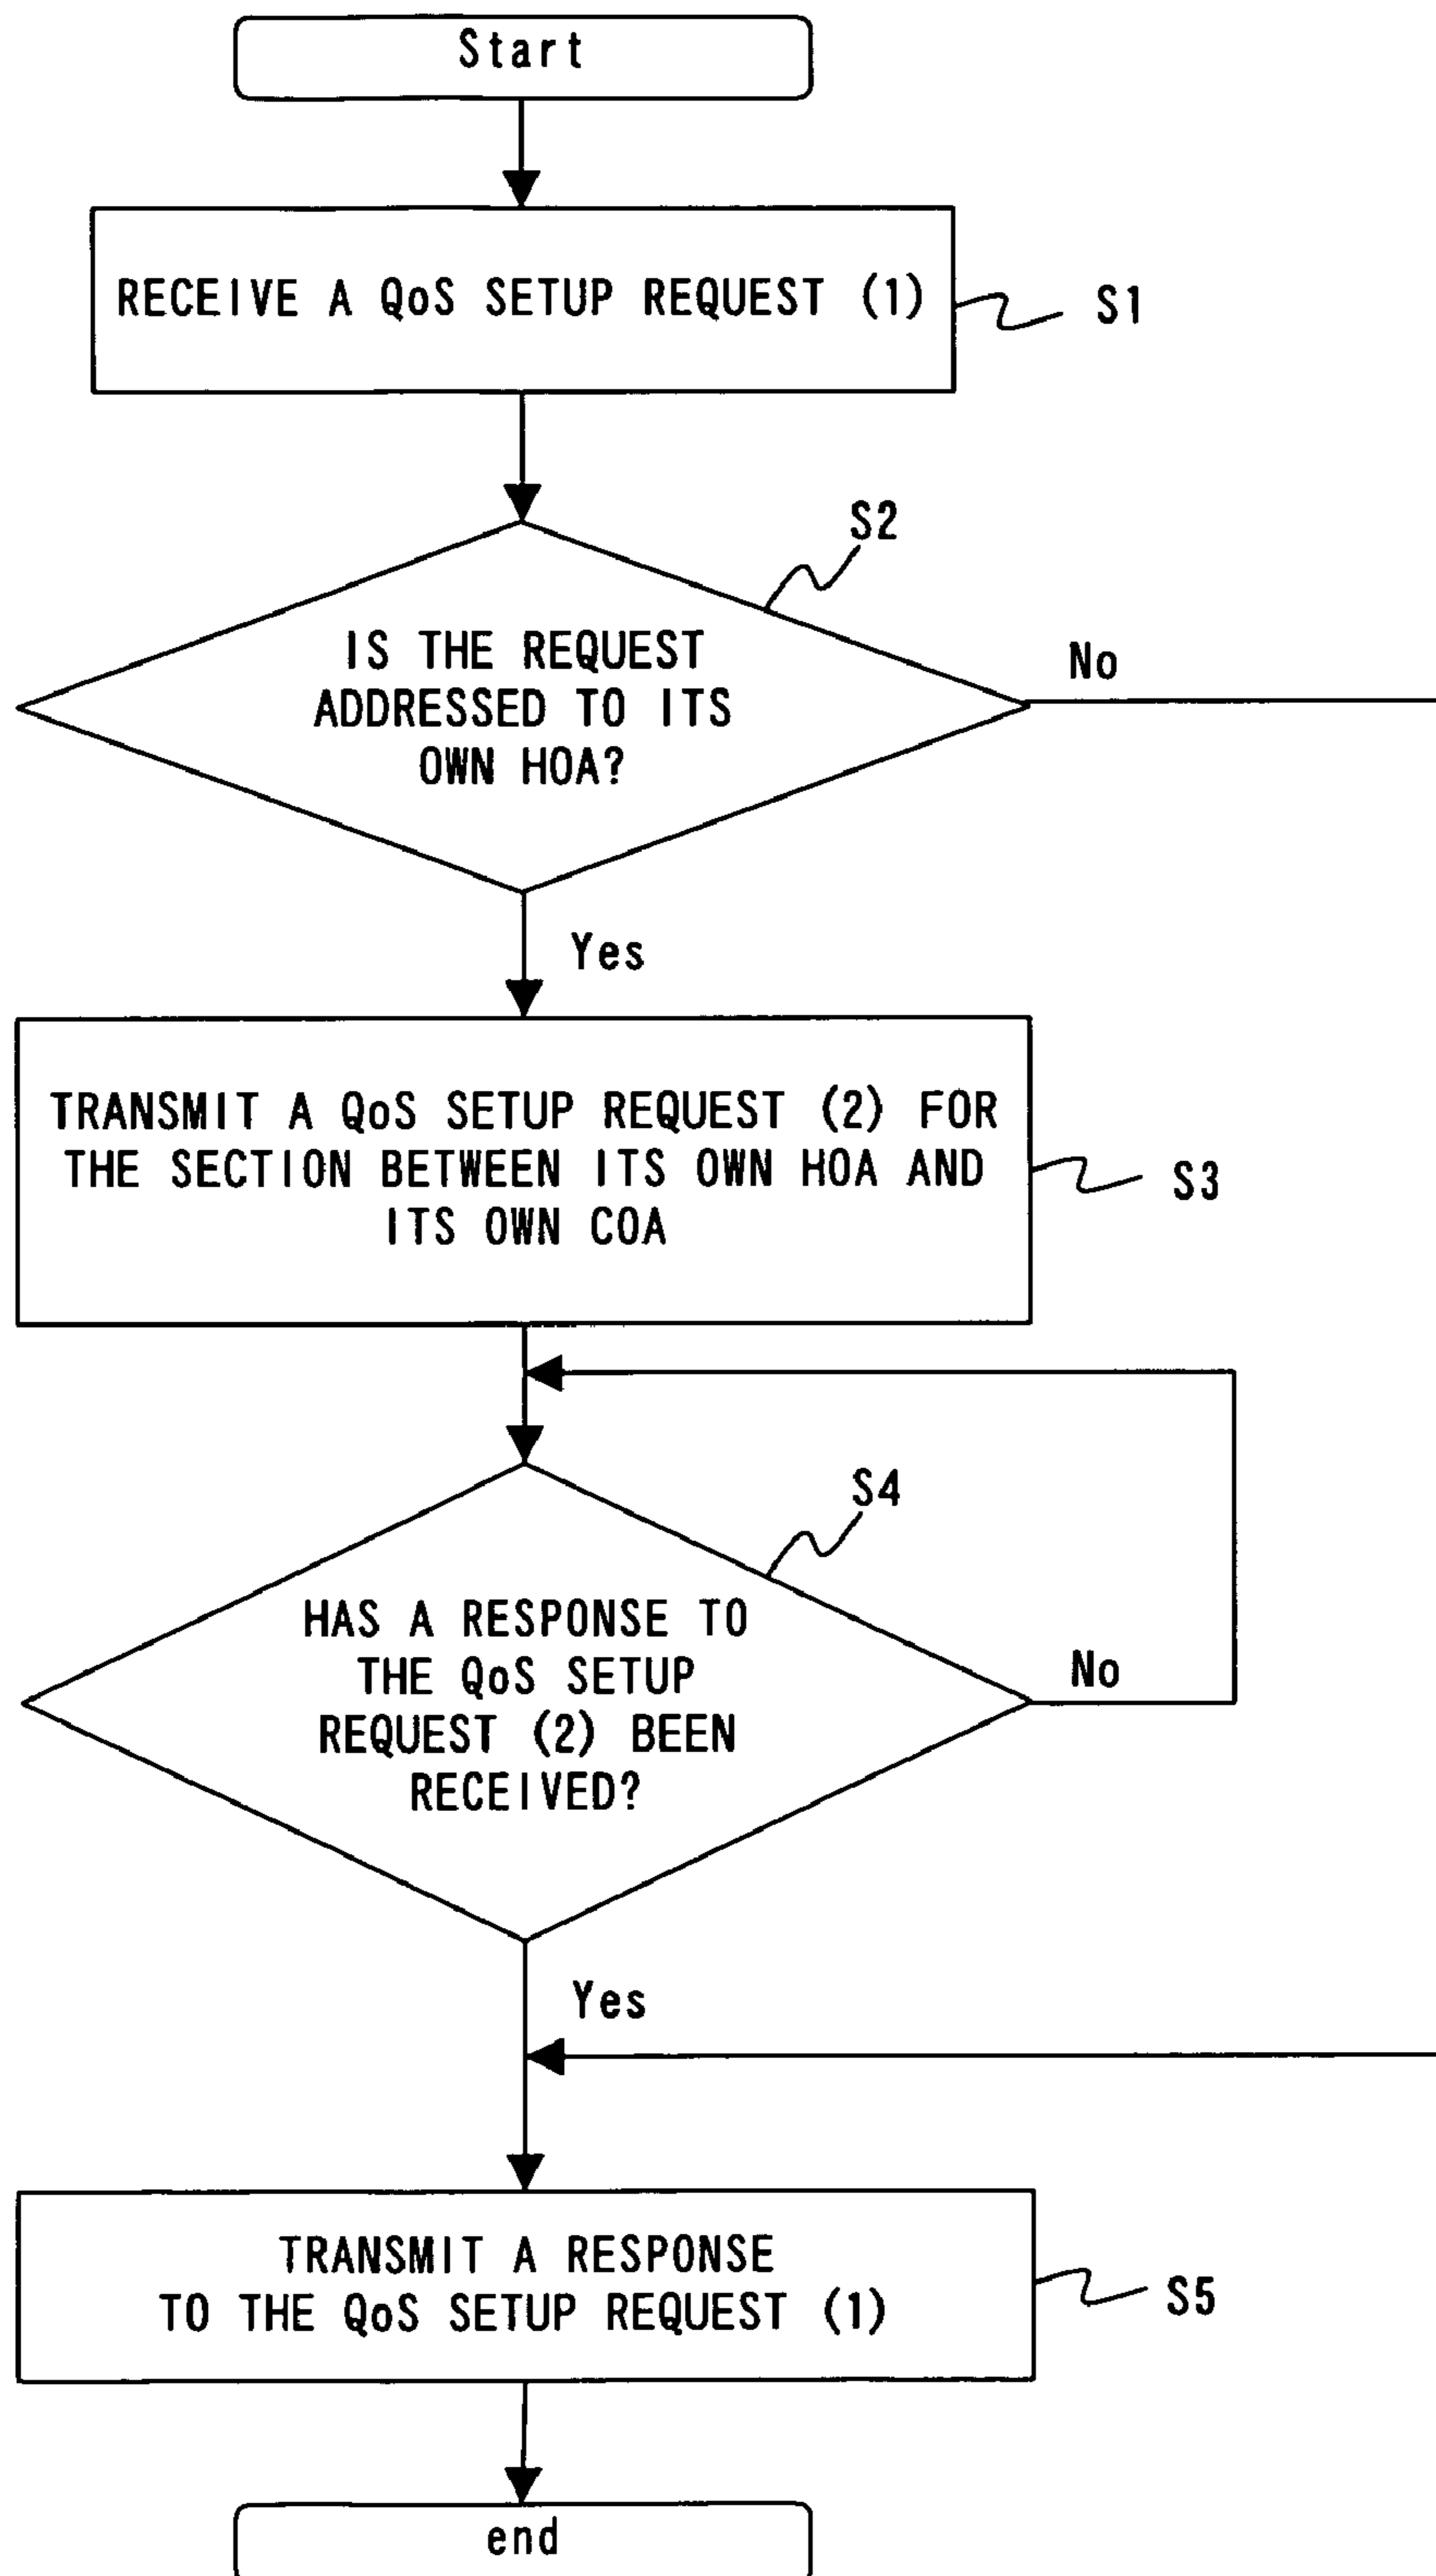 Start
RECEIVE A QoS SETUP REQUEST (1)
S1
S2
IS THE REQUEST
ADDRESSED TO ITS
OWN HOA?
No
Yes
TRANSMIT A QoS SETUP REQUEST (2) FOR
THE SECTION BETWEEN ITS OWN HOA AND
ITS OWN COA
S3
S4
HAS A RESPONSE TO
THE QoS SETUP
REQUEST (2) BEEN
RECEIVED?
No
Yes
TRANSMIT A RESPONSE
TO THE QoS SETUP REQUEST (1)
S5
end